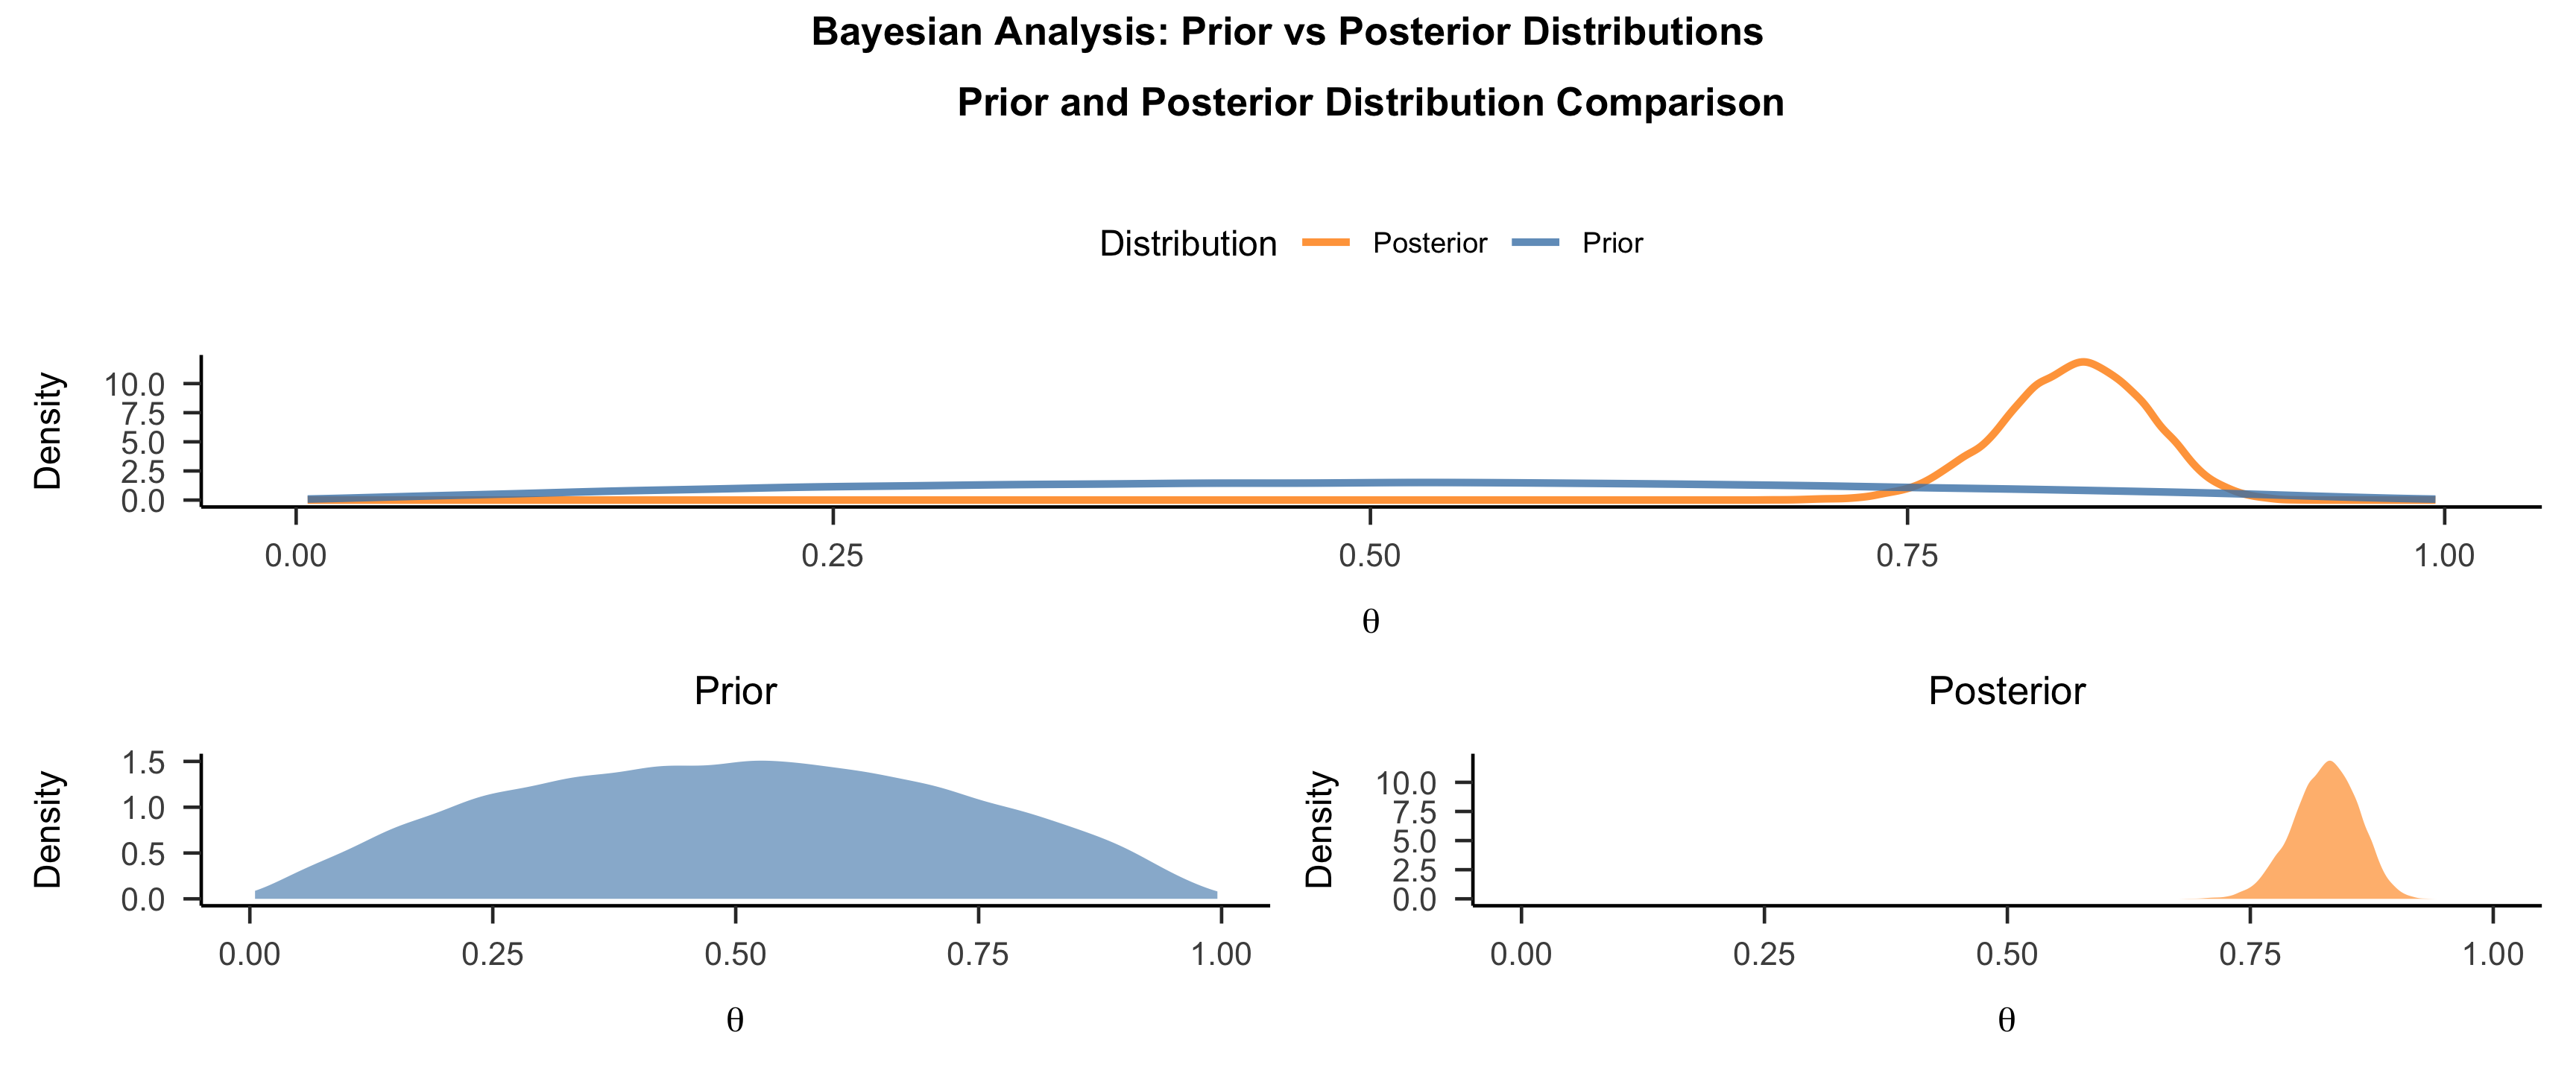 Bayesian Analysis: Prior vs Posterior Distributions
Prior and Posterior Distribution Comparison
Distribution Posterior Prior
Density
10.0
7.5
5.0
2.5
0.0
0.00 0.25 0.50 0.75 1.00
θ
Prior
Density
1.5
1.0
0.5
0.0
0.00 0.25 0.50 0.75 1.00
θ
Posterior
Density
10.0
7.5
5.0
2.5
0.0
0.00 0.25 0.50 0.75 1.00
θ